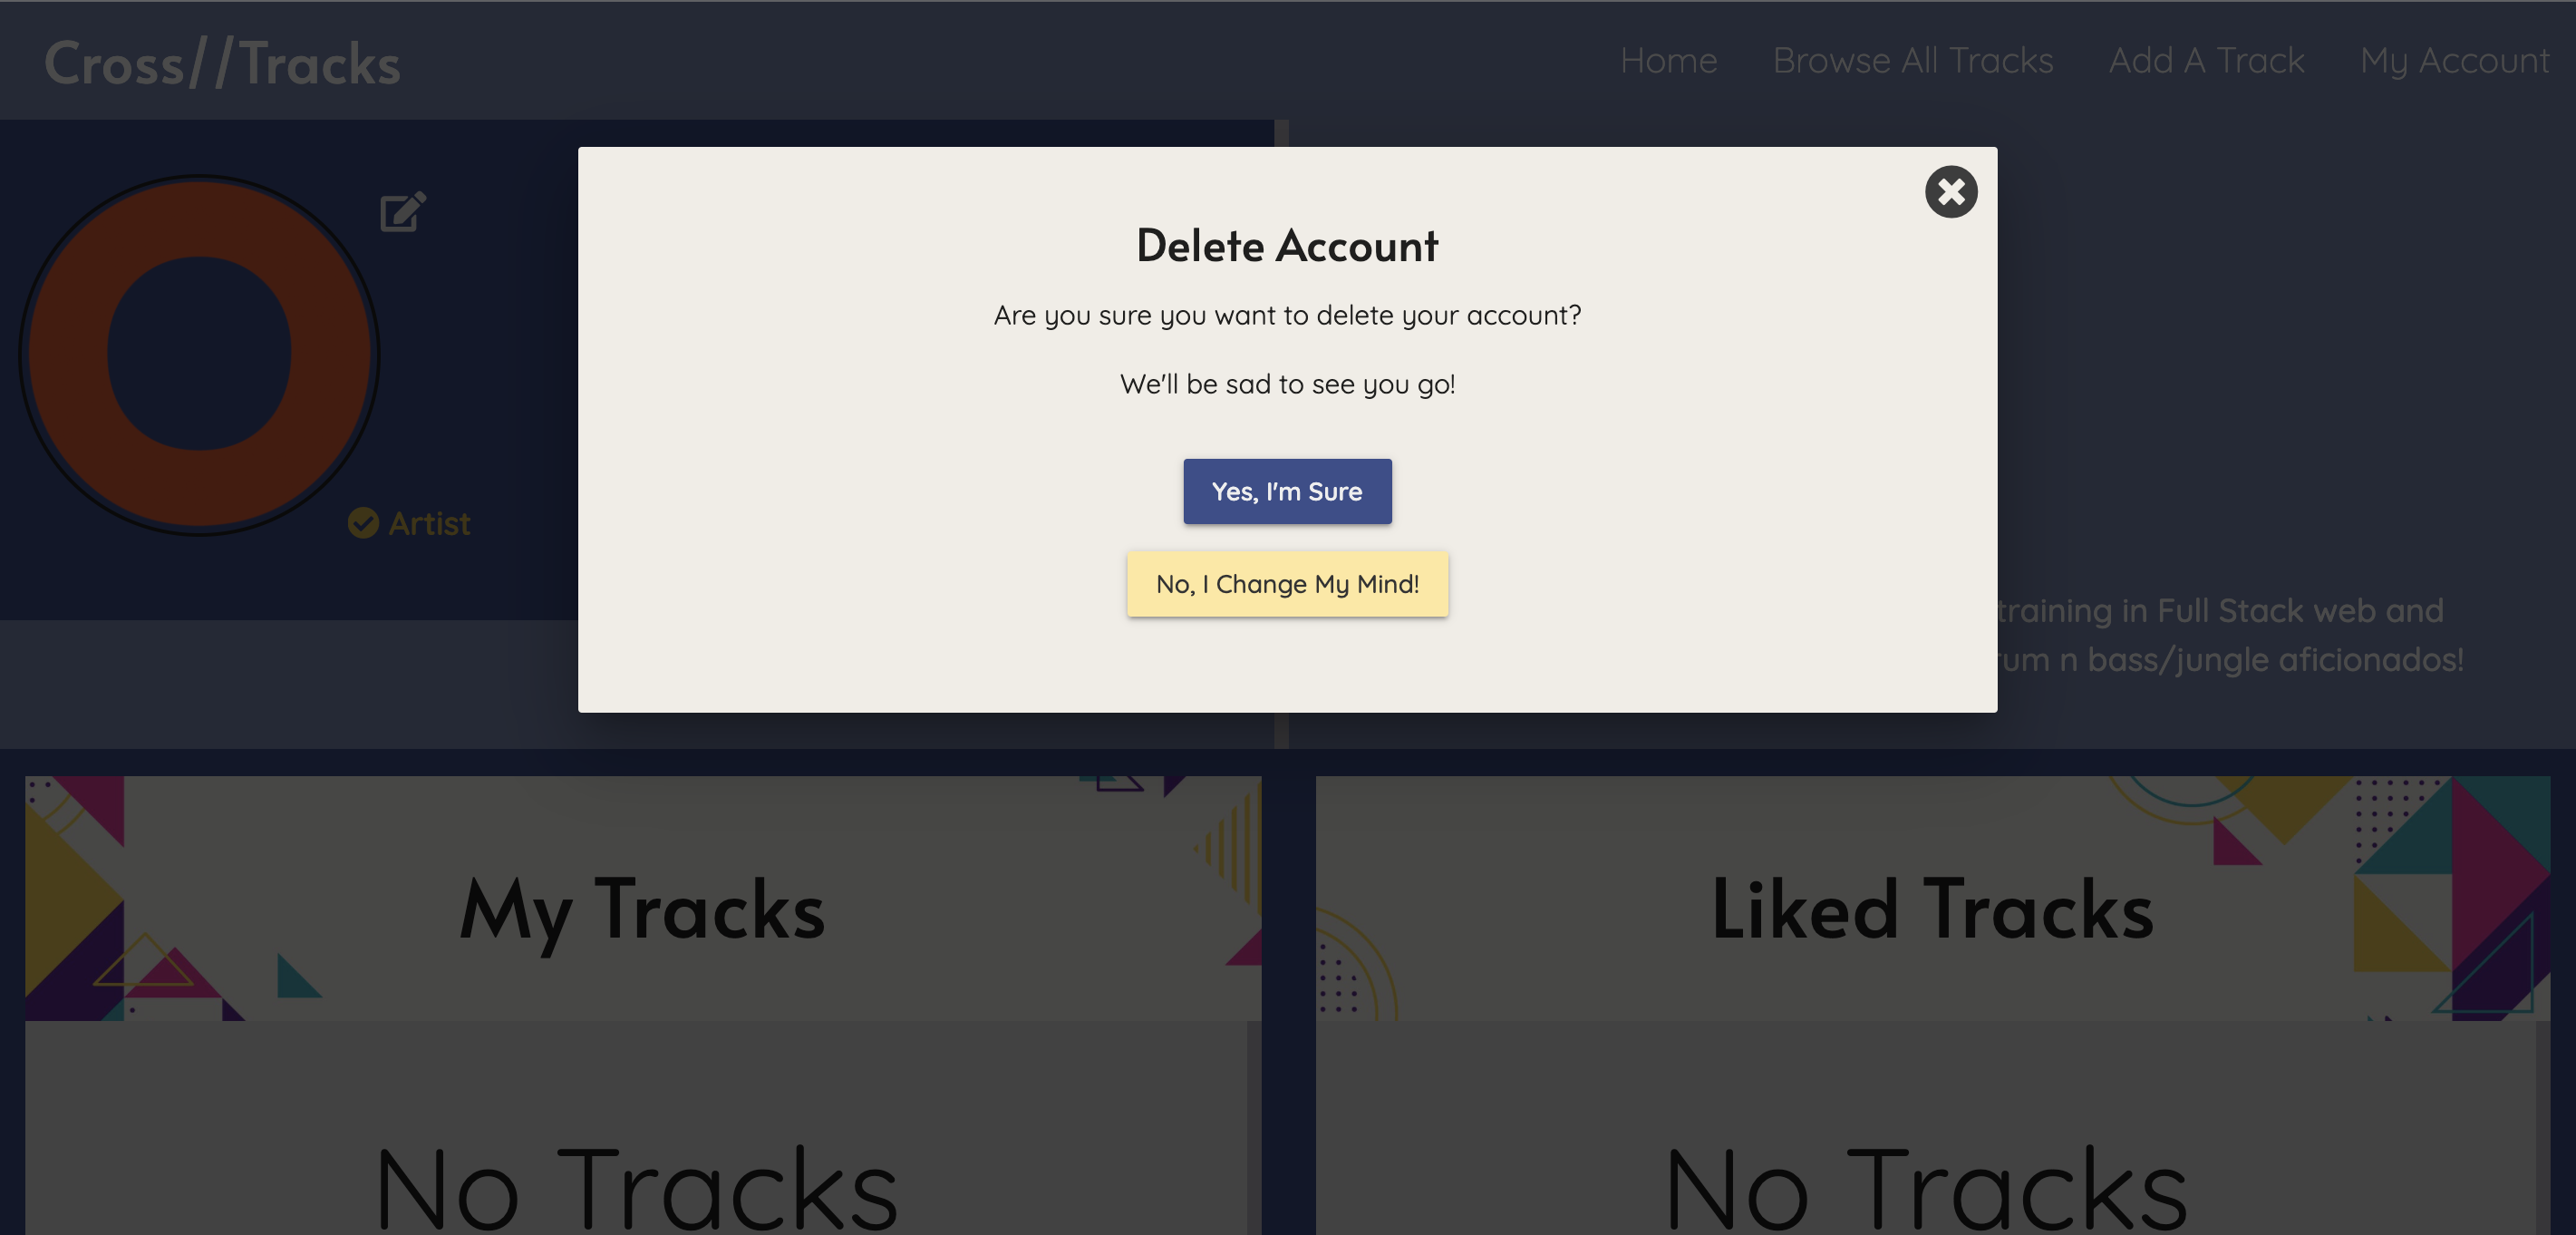 Cross//Tracks
Home Browse All Tracks Add A Track My Account
Delete Account
Are you sure you want to delete your account?
We'll be sad to see you go!
Yes, I'm Sure
No, I Change My Mind!
O
Artist
training in Full Stack web and
rum n bass/jungle aficionados!
My Tracks
Liked Tracks
No Tracks
No Tracks